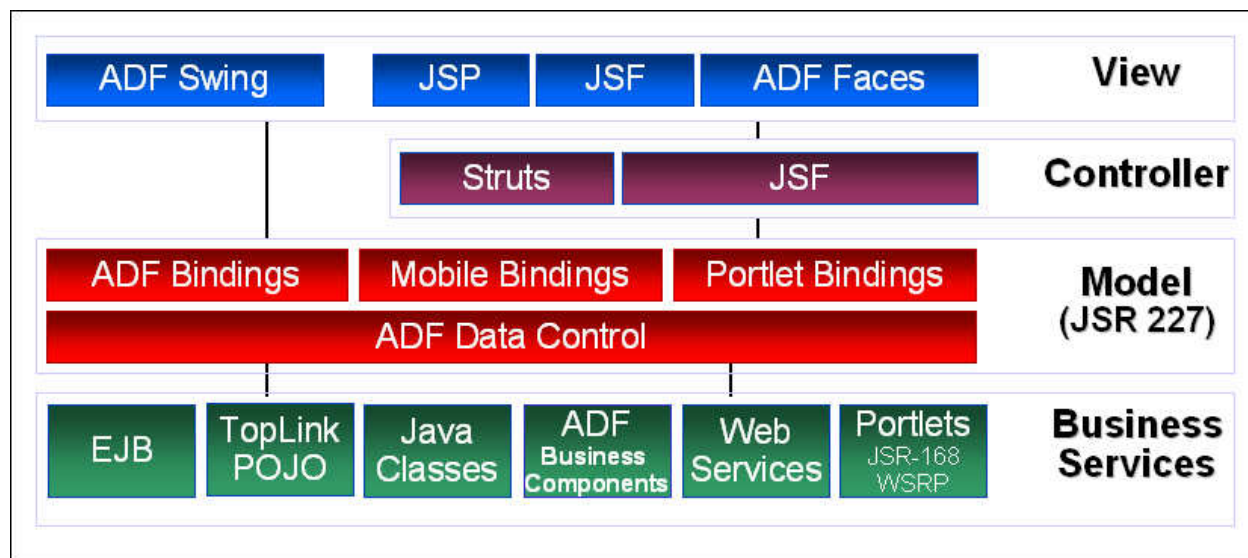 ADF Swing
JSP
JSF
ADF Faces
View
Struts
JSF
Controller
ADF Bindings
Mobile Bindings
Portlet Bindings
ADF Data Control
Model
(JSR 227)
EJB
TopLink
POJO
Java
Classes
ADF
Business
Components
Web
Services
Portlets
JSR-168
WSRP
Business
Services